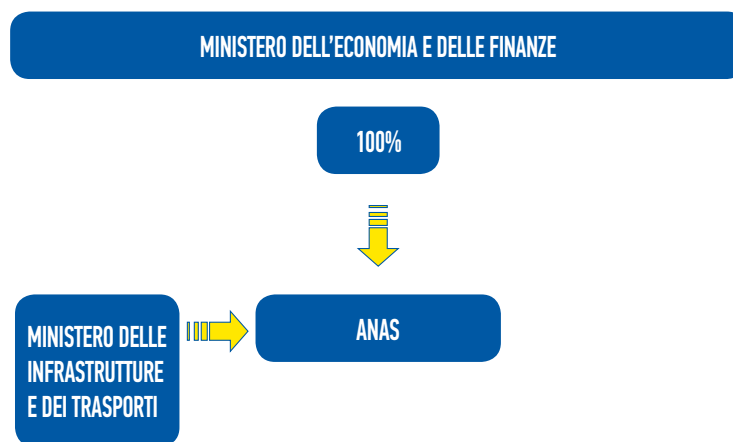 MINISTERO DELL'ECONOMIA E DELLE FINANZE
100%
ANAS
MINISTERO DELLE
INFRASTRUTTURE
E DEI TRASPORTI